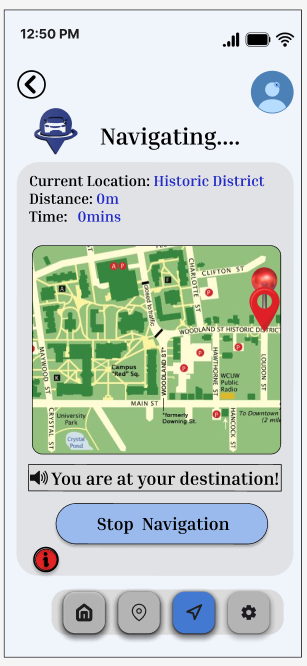 12:50 PM
Navigating....
Current Location: Historic District
Distance: 0m
Time: 0mins
A P
CLIFTON ST
CHARLOTTE ST
closed to traffic
A
F
WOODLAND ST HISTORIC DISTRICT
P
P
P
MAYWOOD ST
Campus
"Red" Sq.
WOODLAND ST*
HAWTHORNE ST
WCUW
Public
Radio
LOUDON ST
K
MAIN ST
University
Park
*formerly
Downing St.
P
HANCOCK ST
To Downtown
(2 mile
CRYSTAL ST
Crystal
Pond
You are at your destination!
Stop Navigation
i